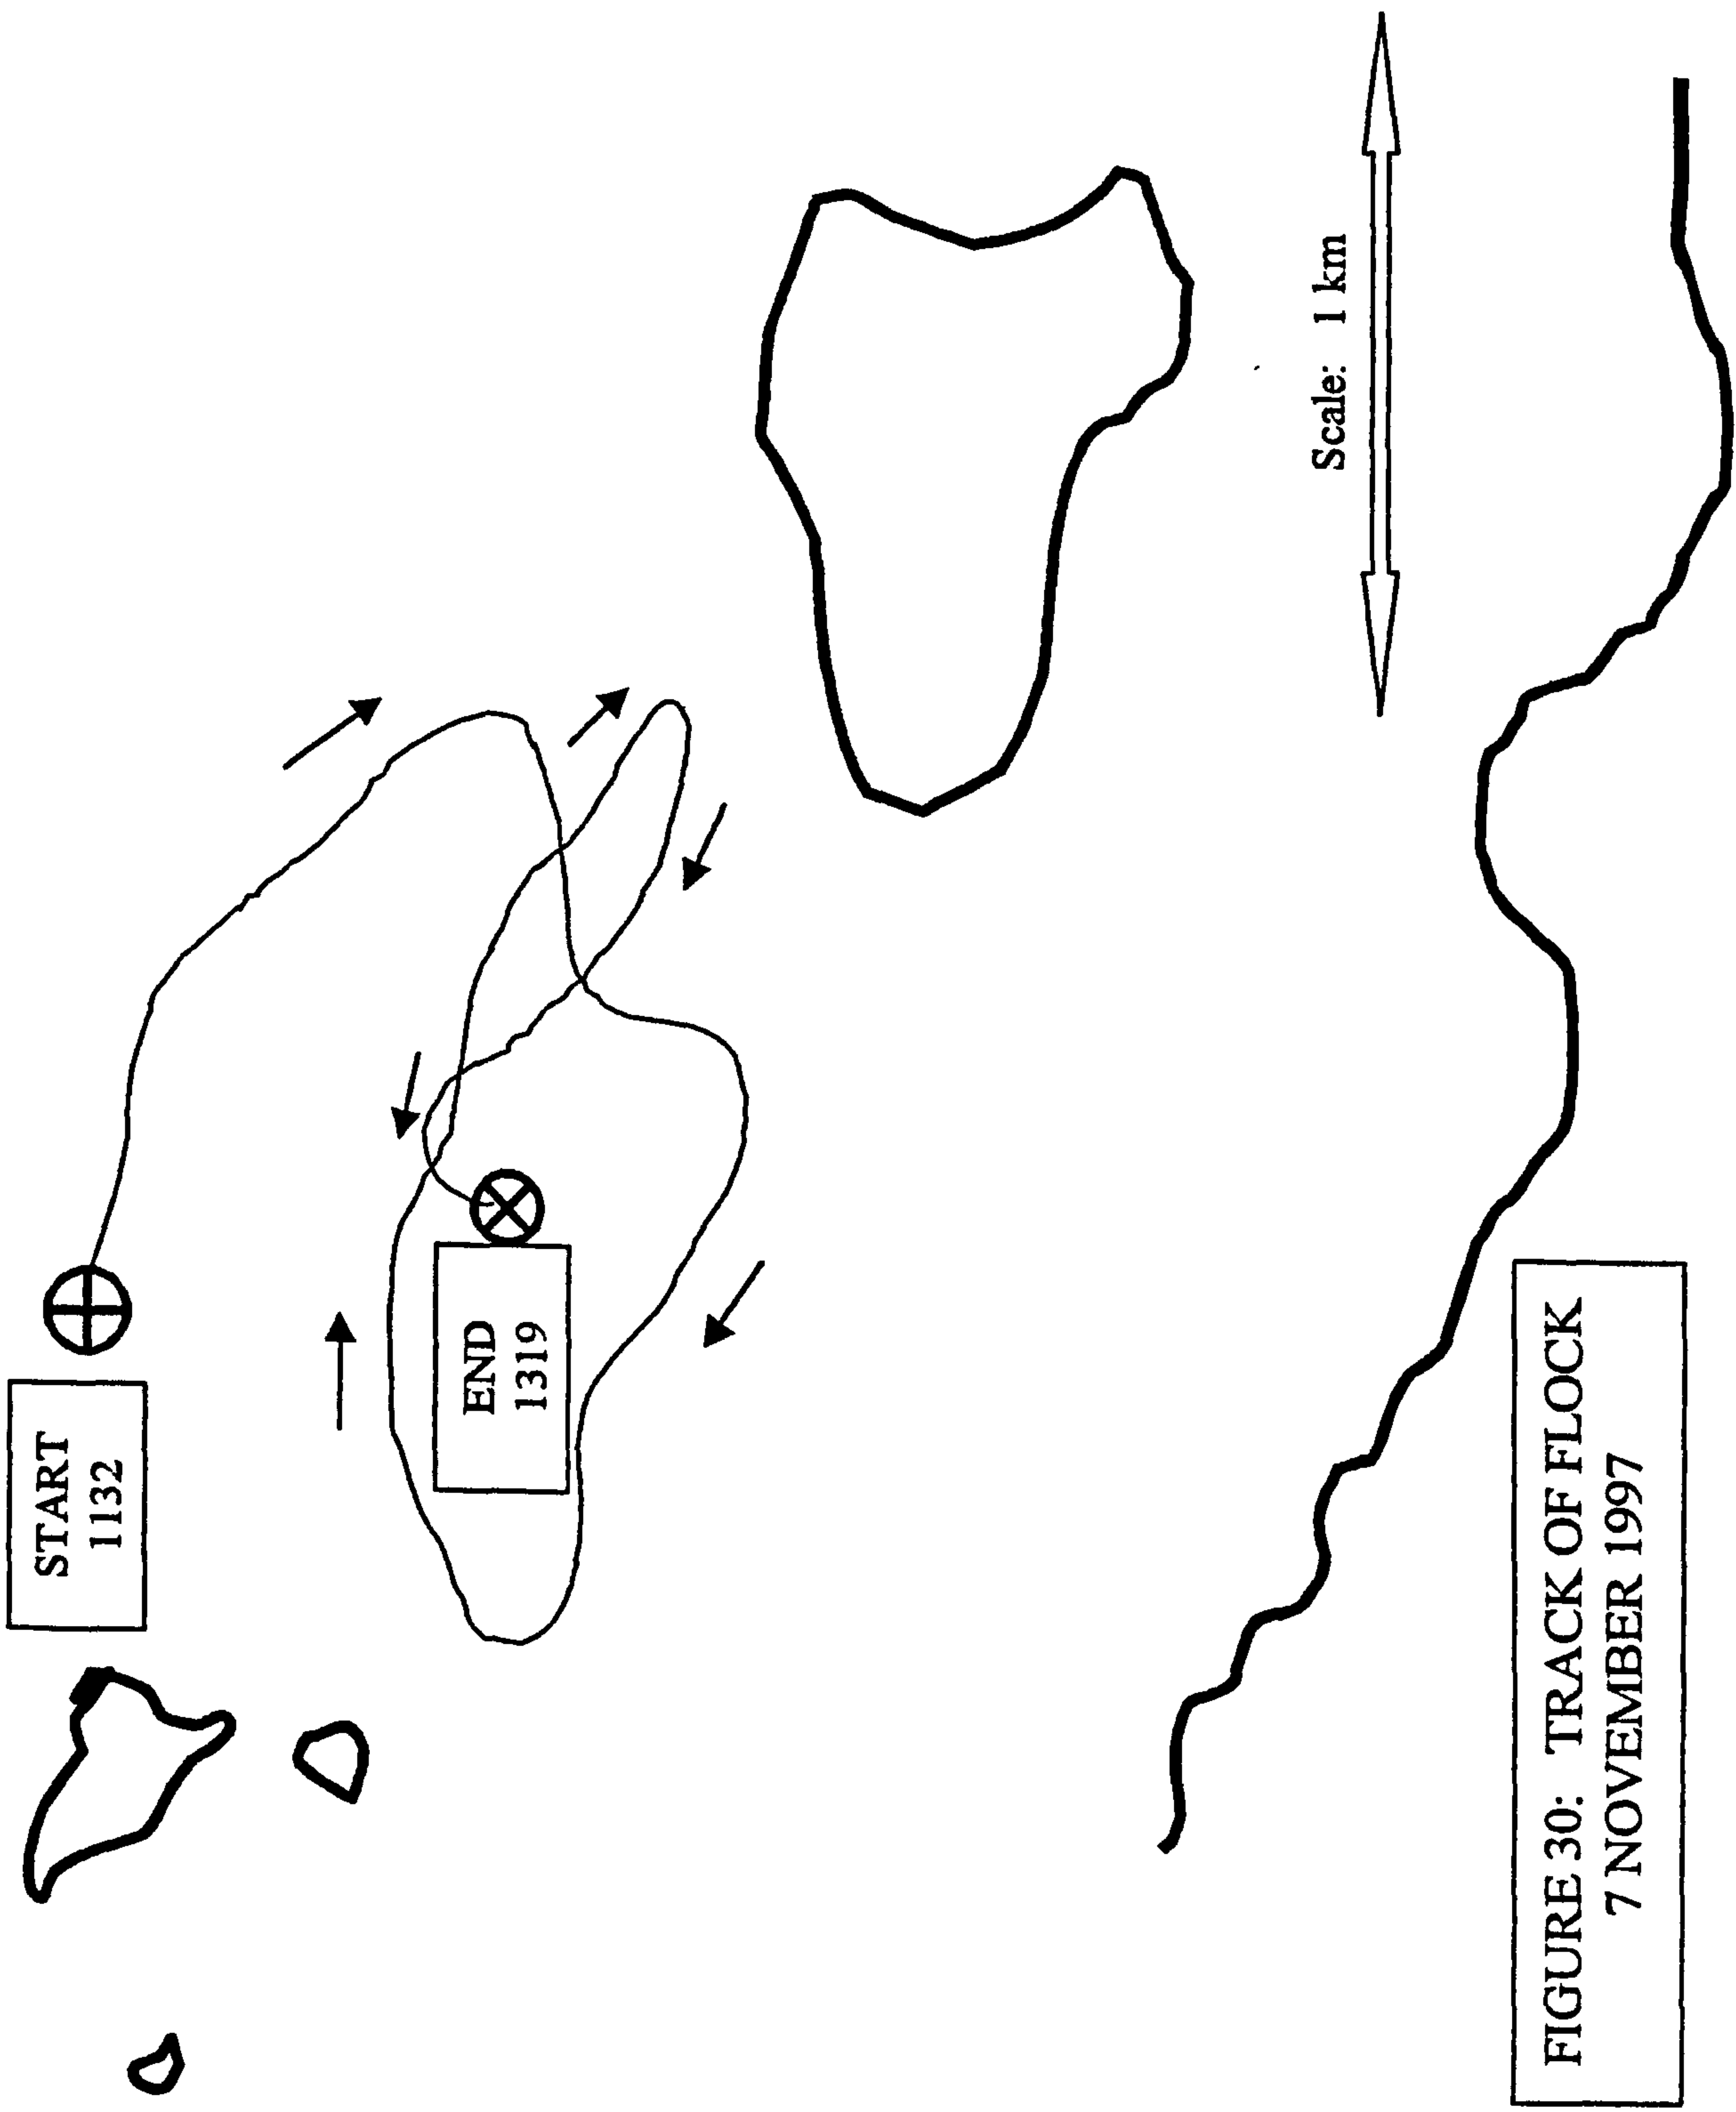 START
1132
END
1319
Scale: 1 km
FIGURE 30: TRACK OF FLOCK
7 NOVEMBER 1997